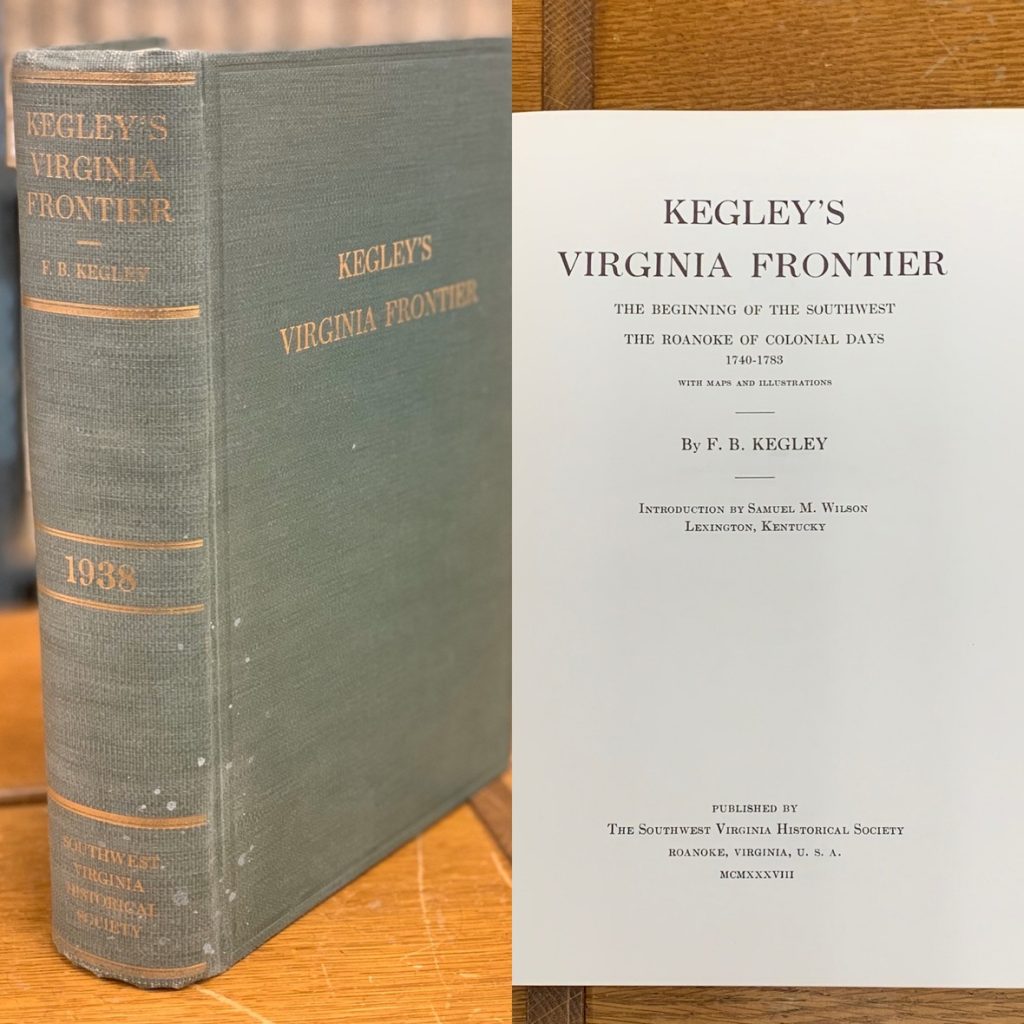 KEGLEY'S
VIRGINIA
FRONTIER
F. B. KEGLEY
1938
SOUTHWEST
VIRGINIA
HISTORICAL
SOCIETY
KEGLEY'S
VIRGINIA FRONTIER
KEGLEY'S
VIRGINIA FRONTIER
THE BEGINNING OF THE SOUTHWEST
THE ROANOKE OF COLONIAL DAYS
1740-1783
WITH MAPS AND ILLUSTRATIONS
By F. B. KEGLEY
Introduction by Samuel M. Wilson
Lexington, Kentucky
PUBLISHED BY
The Southwest Virginia Historical Society
ROANOKE, VIRGINIA, U. S. A.
MCMXXXVIII